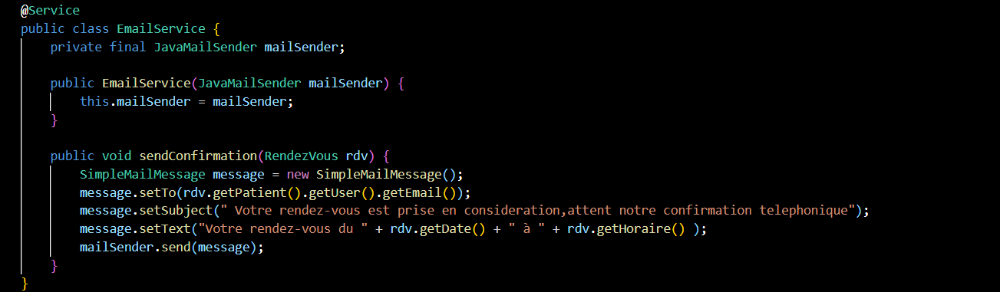 @Service
public class EmailService {
    private final JavaMailSender mailSender;

    public EmailService(JavaMailSender mailSender) {
        this.mailSender = mailSender;
    }

    public void sendConfirmation(RendezVous rdv) {
        SimpleMailMessage message = new SimpleMailMessage();
        message.setTo(rdv.getPatient().getUser().getEmail());
        message.setSubject(" Votre rendez-vous est prise en consideration,attent notre confirmation telephonique");
        message.setText("Votre rendez-vous du " + rdv.getDate() + " à " + rdv.getHoraire() );
        mailSender.send(message);
    }
}